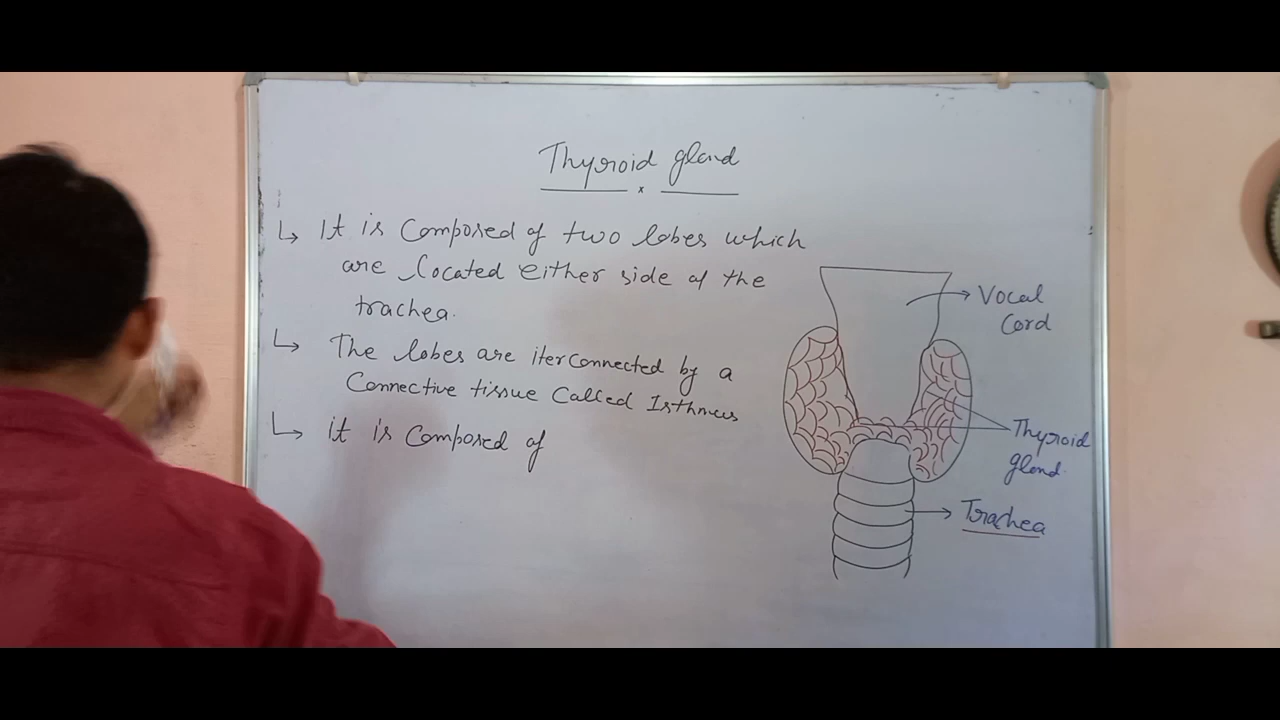 Thyroid gland
x
It is Composed of two lobes which
are located either side of the
trachea.
The lobes are iterconnected by a
Connective tissue Called Isthmus
it is Composed of
Vocal
Cord
Thyroid
gland.
Trachea